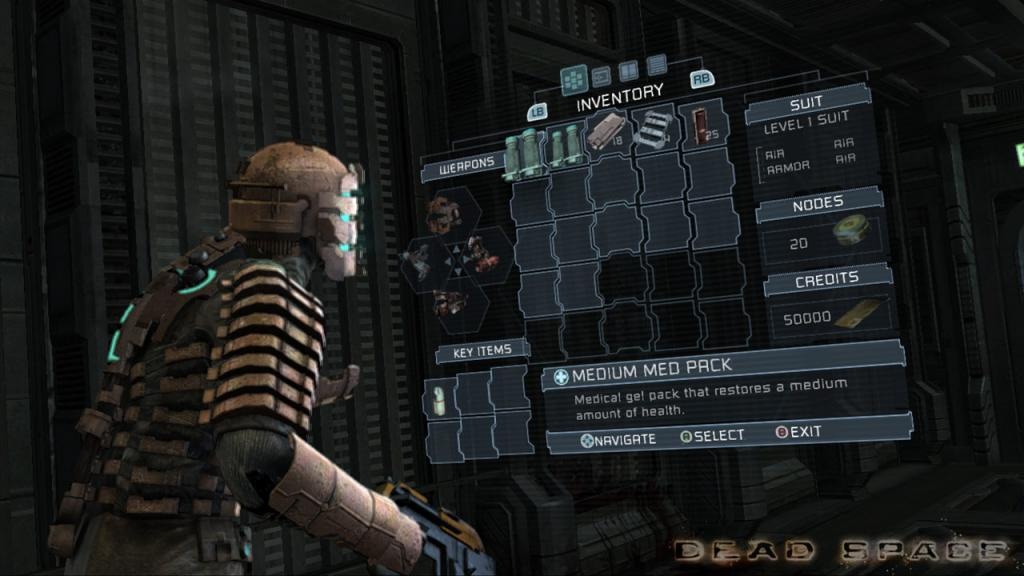 LB
INVENTORY
RB
WEAPONS
18
25
SUIT
LEVEL 1 SUIT
AIR AIR
ARMOR AIR
NODES
20
CREDITS
50000
KEY ITEMS
MEDIUM MED PACK
Medical gel pack that restores a medium
amount of health.
NAVIGATE SELECT EXIT
DEAD SPACE